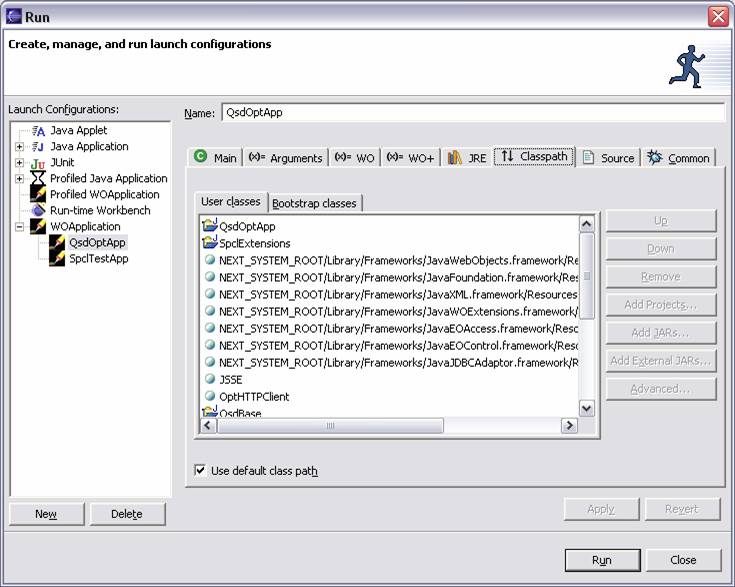 Run
Create, manage, and run launch configurations
Launch Configurations:
Java Applet
Java Application
JUnit
Profiled Java Application
Profiled WOApplication
Run-time Workbench
WOApplication
QsdOptApp
SpclTestApp
New
Delete
Name: QsdOptApp
Main (x)= Arguments (x)= WO (x)= WO+ JRE Classpath Source Common
User classes Bootstrap classes
QsdOptApp
SpclExtensions
NEXT_SYSTEM_ROOT/Library/Frameworks/JavaWebObjects.framework/Re
NEXT_SYSTEM_ROOT/Library/Frameworks/JavaFoundation.framework/Res
NEXT_SYSTEM_ROOT/Library/Frameworks/JavaXML.framework/Resources
NEXT_SYSTEM_ROOT/Library/Frameworks/JavaWOExtensions.framework/
NEXT_SYSTEM_ROOT/Library/Frameworks/JavaEOAccess.framework/Reso
NEXT_SYSTEM_ROOT/Library/Frameworks/JavaEOControl.framework/Res
NEXT_SYSTEM_ROOT/Library/Frameworks/JavaJDBCAdaptor.framework/R
JSSE
OptHTTPClient
QsdBase
Up
Down
Remove
Add Projects...
Add JARs...
Add External JARs...
Advanced...
Use default class path
Apply
Revert
Run
Close